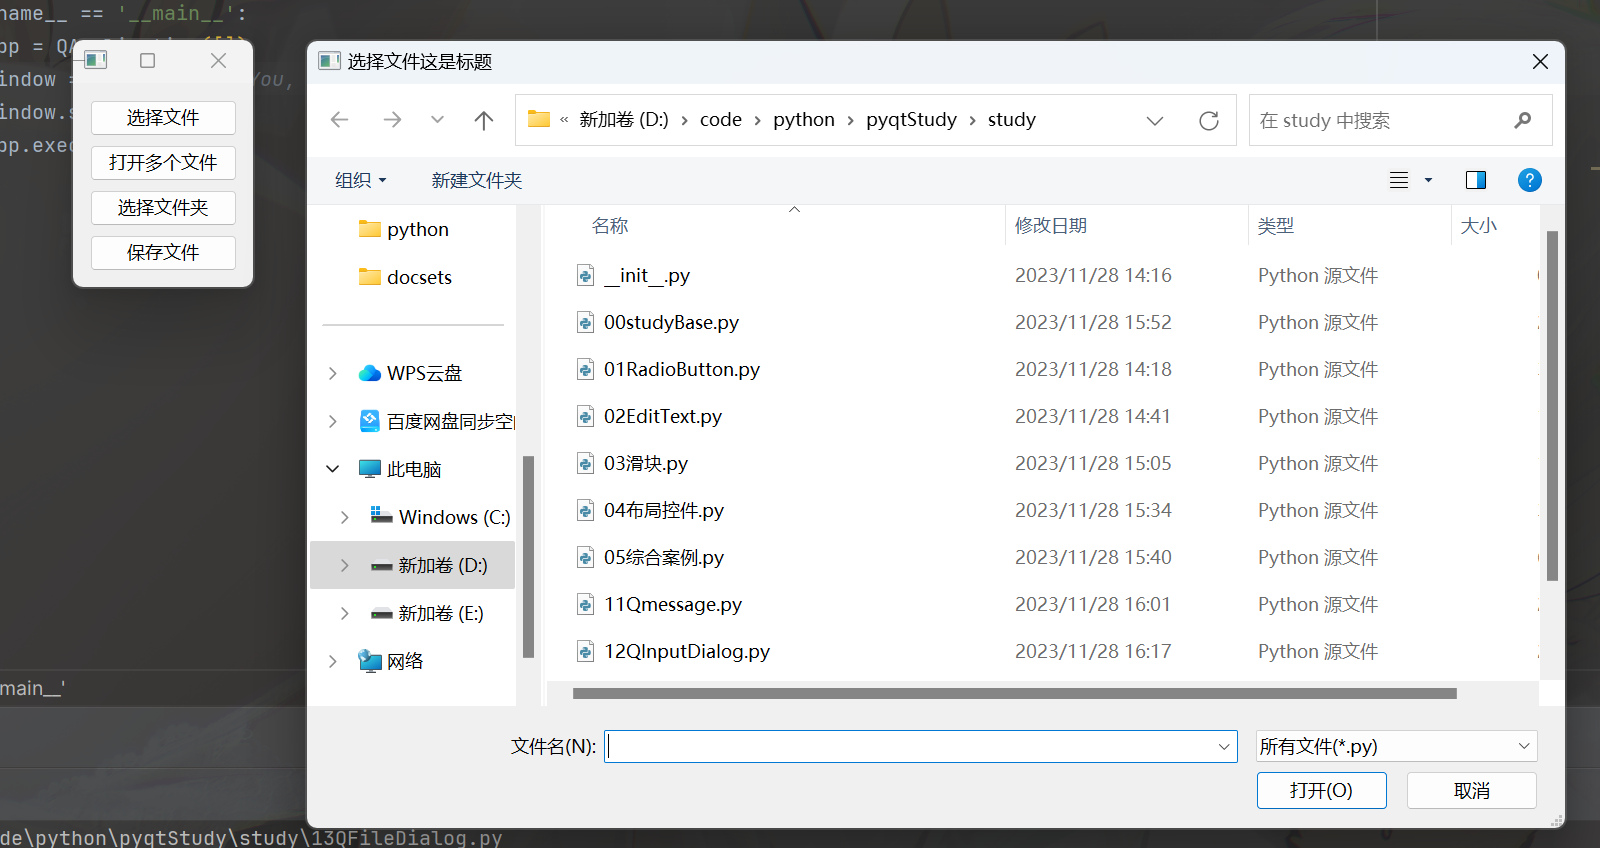 name__ == '__main__':
pp = QA
indow =
You,
indow.s
pp.exec
选择文件
打开多个文件
选择文件夹
保存文件
选择文件这是标题
« 新加卷 (D:) › code › python › pyqtStudy › study
在 study 中搜索
组织
新建文件夹
python
docsets
WPS云盘
百度网盘同步空
此电脑
Windows (C:)
新加卷 (D:)
新加卷 (E:)
网络
名称 修改日期 类型 大小
__init__.py 2023/11/28 14:16 Python 源文件
00studyBase.py 2023/11/28 15:52 Python 源文件
01RadioButton.py 2023/11/28 14:18 Python 源文件
02EditText.py 2023/11/28 14:41 Python 源文件
03滑块.py 2023/11/28 15:05 Python 源文件
04布局控件.py 2023/11/28 15:34 Python 源文件
05综合案例.py 2023/11/28 15:40 Python 源文件
11Qmessage.py 2023/11/28 16:01 Python 源文件
12QInputDialog.py 2023/11/28 16:17 Python 源文件
文件名(N):
所有文件(*.py)
打开(O)
取消
main__'
de\python\pyqtStudy\study\13QFileDialog.py